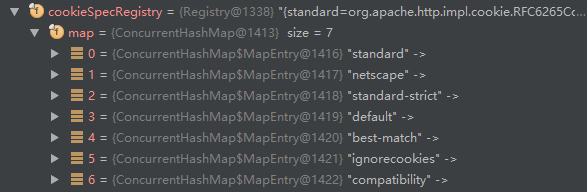 cookieSpecRegistry = {Registry@1338} "{standard=org.apache.http.impl.cookie.RFC6265Co...
map = {ConcurrentHashMap@1413} size = 7
0 = {ConcurrentHashMap$MapEntry@1416} "standard" ->
1 = {ConcurrentHashMap$MapEntry@1417} "netscape" ->
2 = {ConcurrentHashMap$MapEntry@1418} "standard-strict" ->
3 = {ConcurrentHashMap$MapEntry@1419} "default" ->
4 = {ConcurrentHashMap$MapEntry@1420} "best-match" ->
5 = {ConcurrentHashMap$MapEntry@1421} "ignorecookies" ->
6 = {ConcurrentHashMap$MapEntry@1422} "compatibility" ->